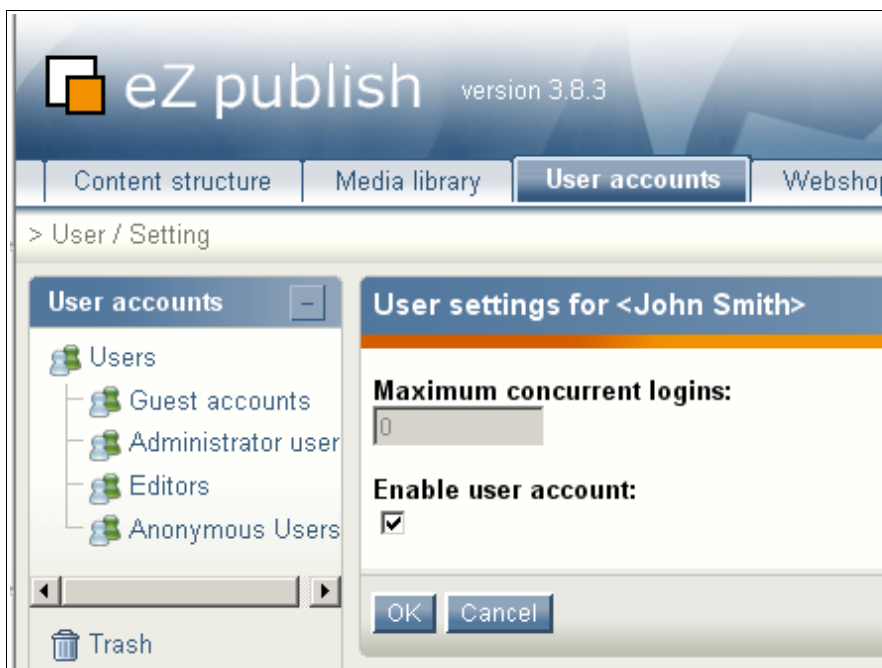 eZ publish version 3.8.3
Content structure Media library User accounts Webshop
> User / Setting
User accounts
Users
Guest accounts
Administrator user
Editors
Anonymous Users
Trash
User settings for <John Smith>
Maximum concurrent logins:
0
Enable user account:
OK Cancel